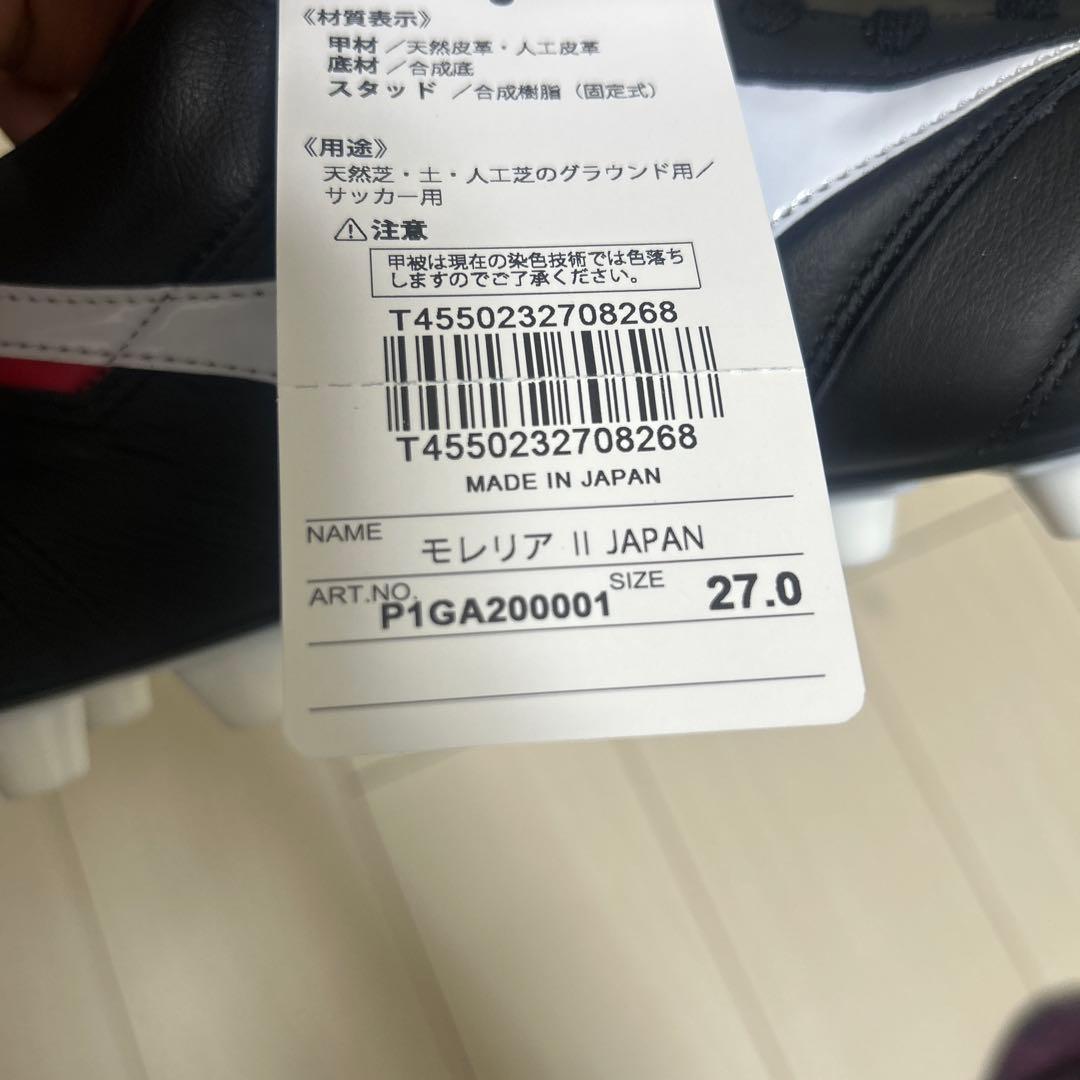 《材質表示》
甲材／天然皮革・人工皮革
底材／合成底
スタッド ／合成樹脂（固定式）
《用途》
天然芝・土・人工芝のグラウンド用／
サッカー用
⚠注意
甲被は現在の染色技術では色落ち
しますのでご了承ください。
T4550232708268
T4550232708268
MADE IN JAPAN
NAME モレリア II JAPAN
ART.NO. P1GA200001 SIZE 27.0